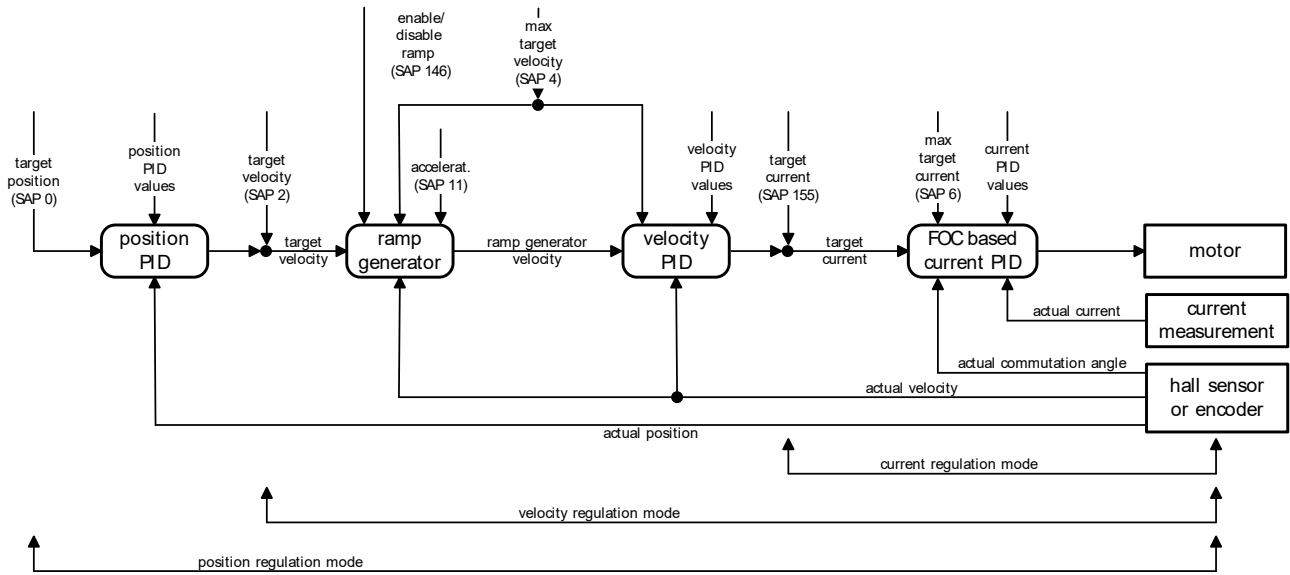 enable/
disable
ramp
(SAP 146)
max
target
velocity
(SAP 4)
target
position
(SAP 0)
position
PID
values
target
velocity
(SAP 2)
accelerat.
(SAP 11)
velocity
PID
values
target
current
(SAP 155)
max
target
current
(SAP 6)
current
PID
values
position
PID
target
velocity
ramp
generator
ramp generator
velocity
velocity
PID
target
current
FOC based
current PID
motor
actual current
current
measurement
actual commutation angle
actual velocity
hall sensor
or encoder
actual position
current regulation mode
velocity regulation mode
position regulation mode